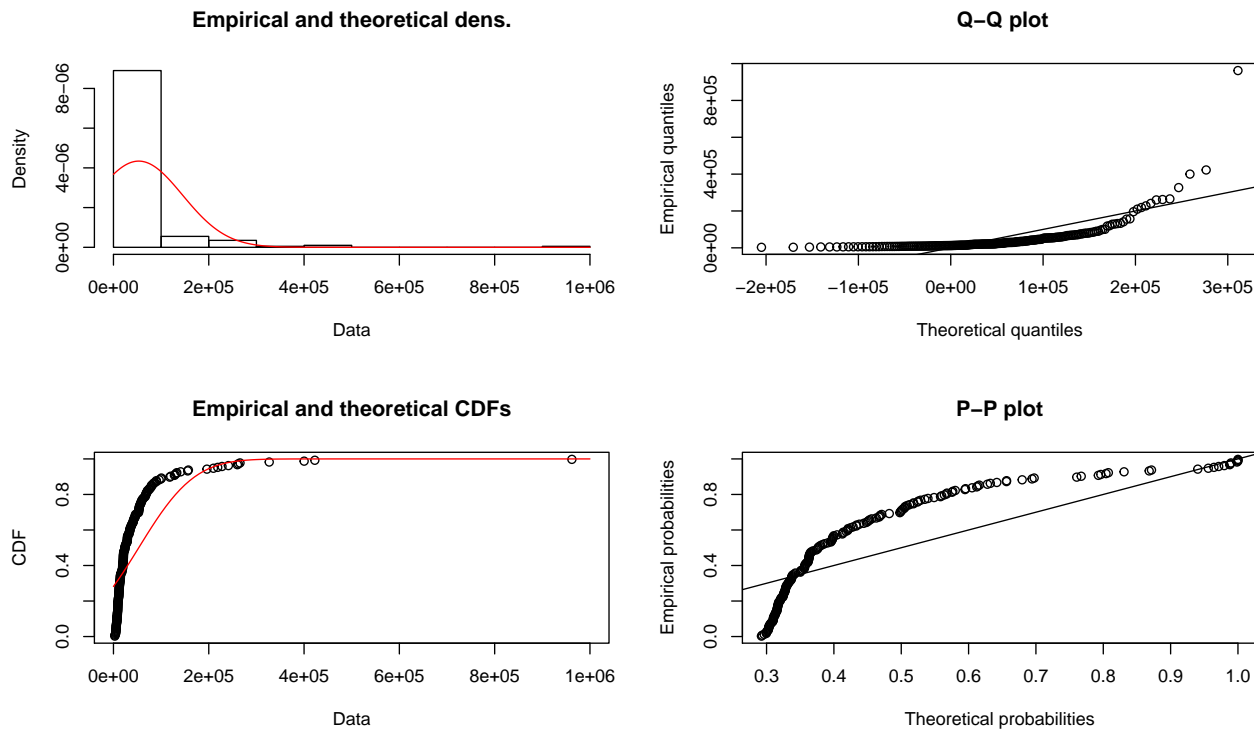 Empirical and theoretical dens.
Density
0e+00 4e−06 8e−06
0e+00 2e+05 4e+05 6e+05 8e+05 1e+06
Data
Q−Q plot
Empirical quantiles
0e+00 4e+05 8e+05
−2e+05 −1e+05 0e+00 1e+05 2e+05 3e+05
Theoretical quantiles
Empirical and theoretical CDFs
CDF
0.0 0.4 0.8
0e+00 2e+05 4e+05 6e+05 8e+05 1e+06
Data
P−P plot
Empirical probabilities
0.0 0.4 0.8
0.3 0.4 0.5 0.6 0.7 0.8 0.9 1.0
Theoretical probabilities